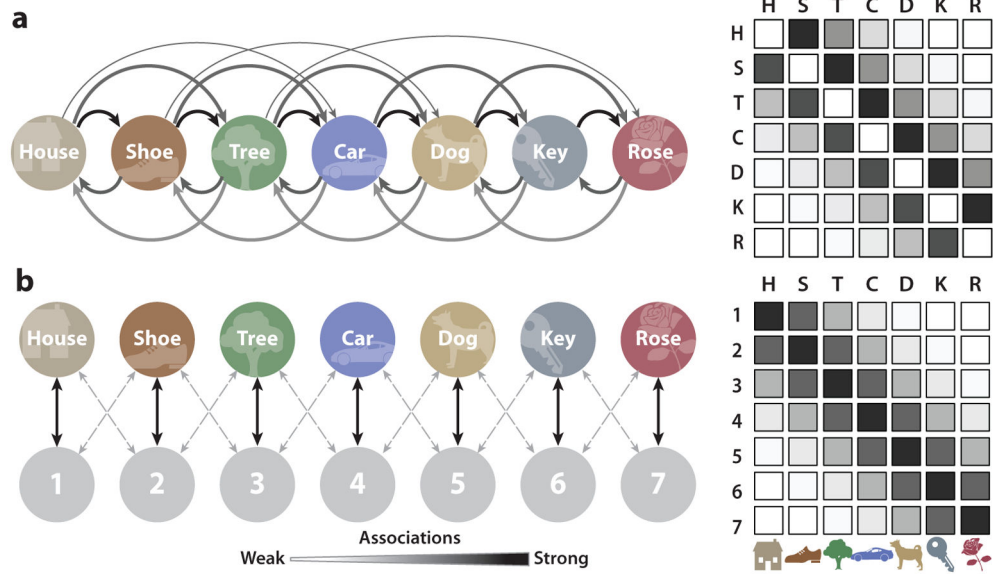 a
House Shoe Tree Car Dog Key Rose
H S T C D K R
H
S
T
C
D
K
R
b
House Shoe Tree Car Dog Key Rose
1 2 3 4 5 6 7
Associations
Weak Strong
H S T C D K R
1
2
3
4
5
6
7